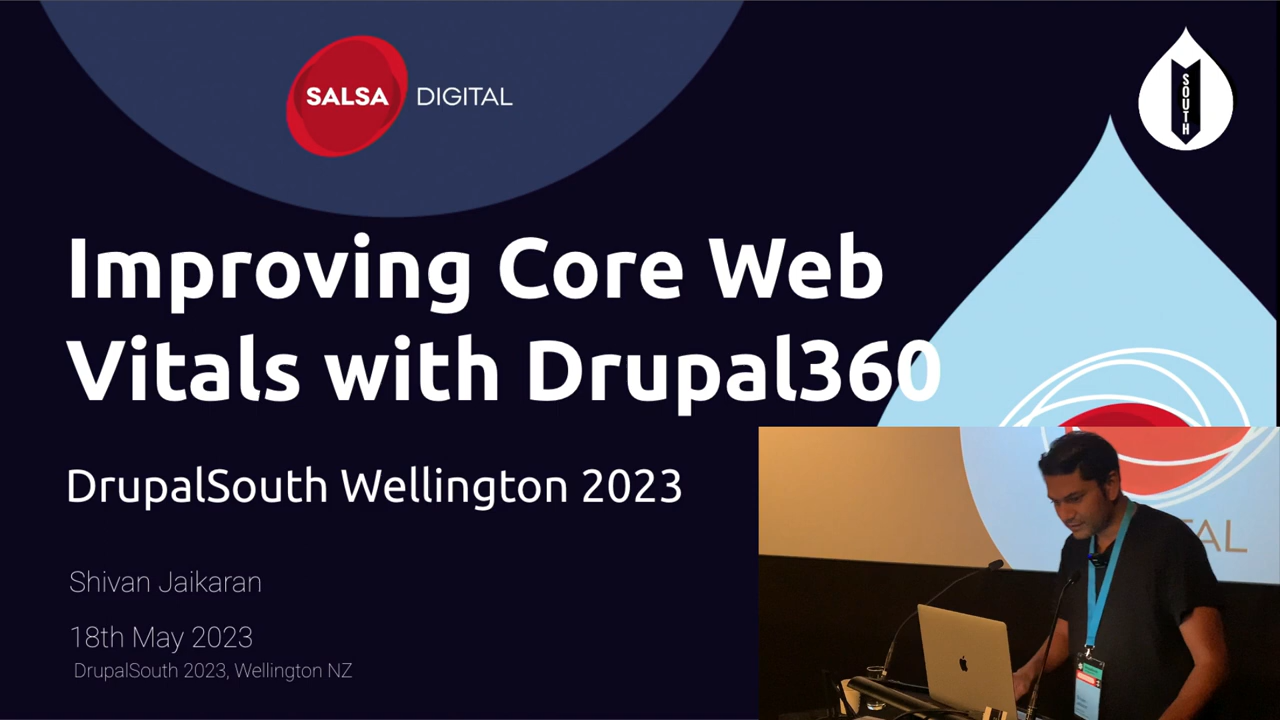 SALSA DIGITAL
SOUTH
Improving Core Web
Vitals with Drupal360
DrupalSouth Wellington 2023
Shivan Jaikaran
18th May 2023
DrupalSouth 2023, Wellington NZ
TAL